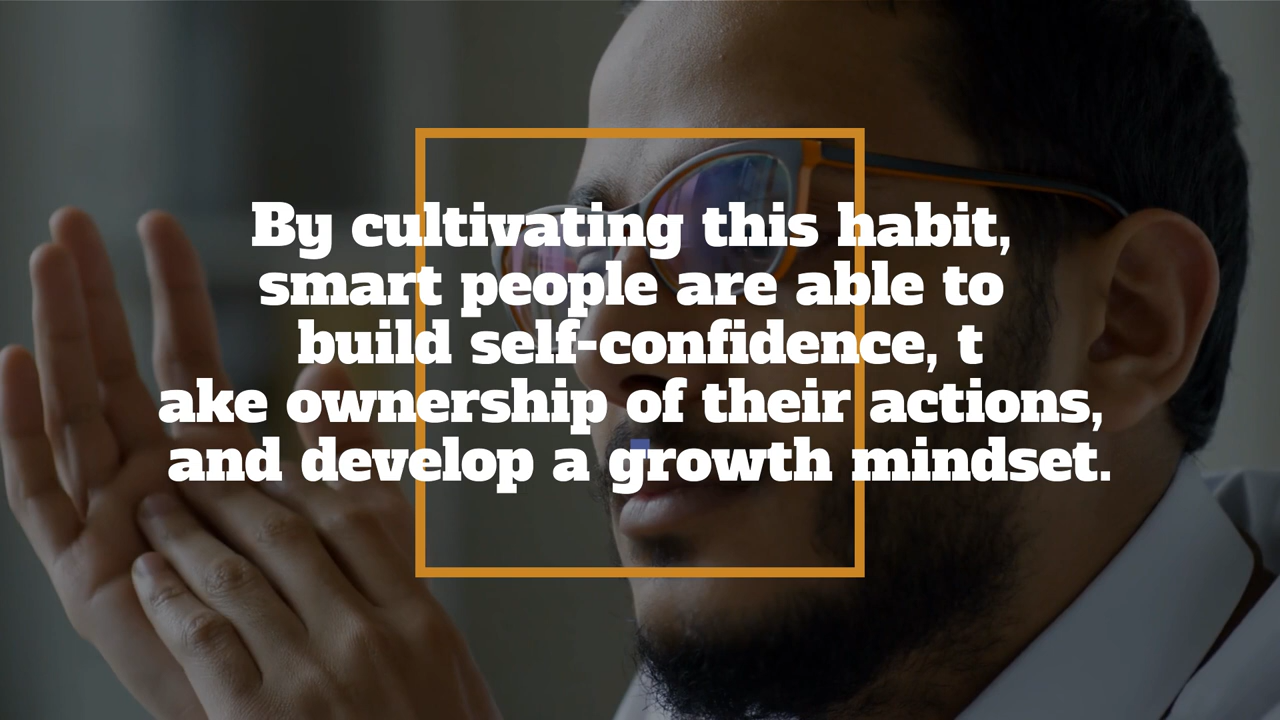 By cultivating this habit,
smart people are able to
build self-confidence, t
ake ownership of their actions,
and develop a growth mindset.